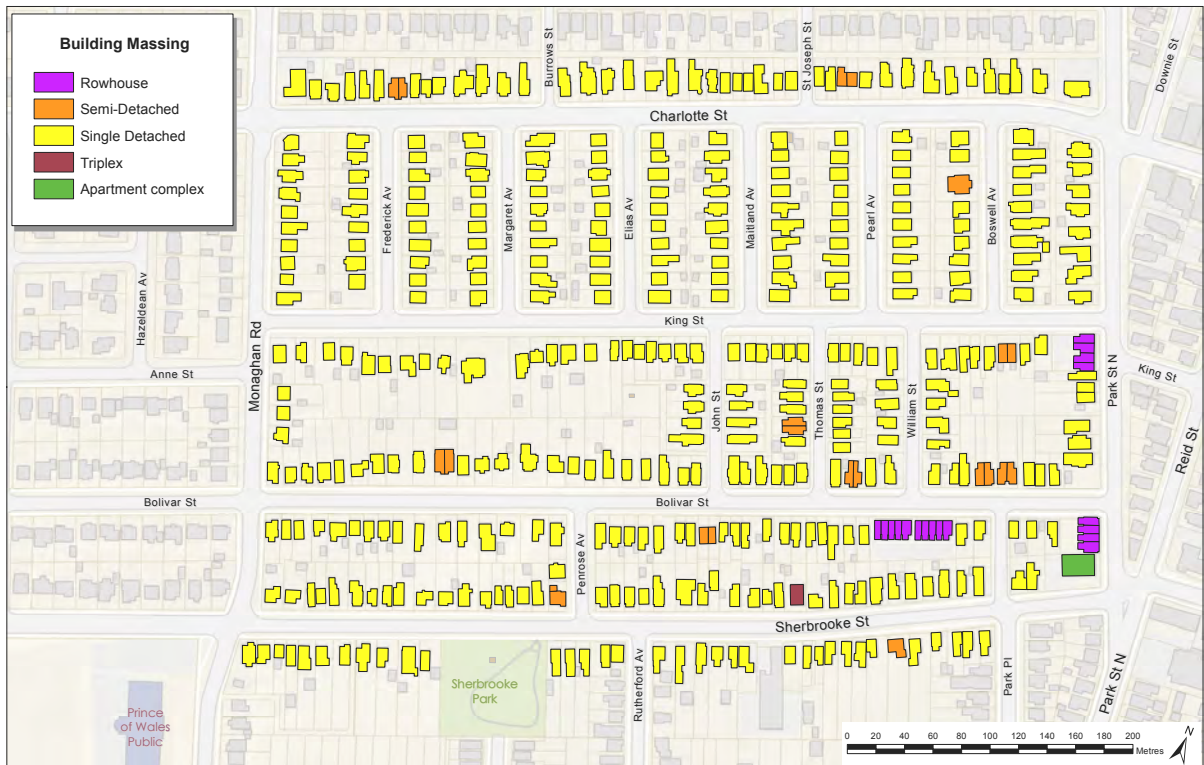 Building Massing
Rowhouse
Semi-Detached
Single Detached
Triplex
Apartment complex
Burrows St
St Joseph St
Downie St
Charlotte St
Frederick Av
Margaret Av
Elias Av
Maitland Av
Pearl Av
Boswell Av
Hazeldean Av
King St
Monaghan Rd
Anne St
John St
Thomas St
William St
Park St N
King St
Reid St
Bolivar St
Bolivar St
Penrose Av
Sherbrooke St
Sherbrooke
Park
Rutherford Av
Park Pl
Park St N
Prince
of Wales
Public
0 20 40 60 80 100 120 140 160 180 200
Metres
N